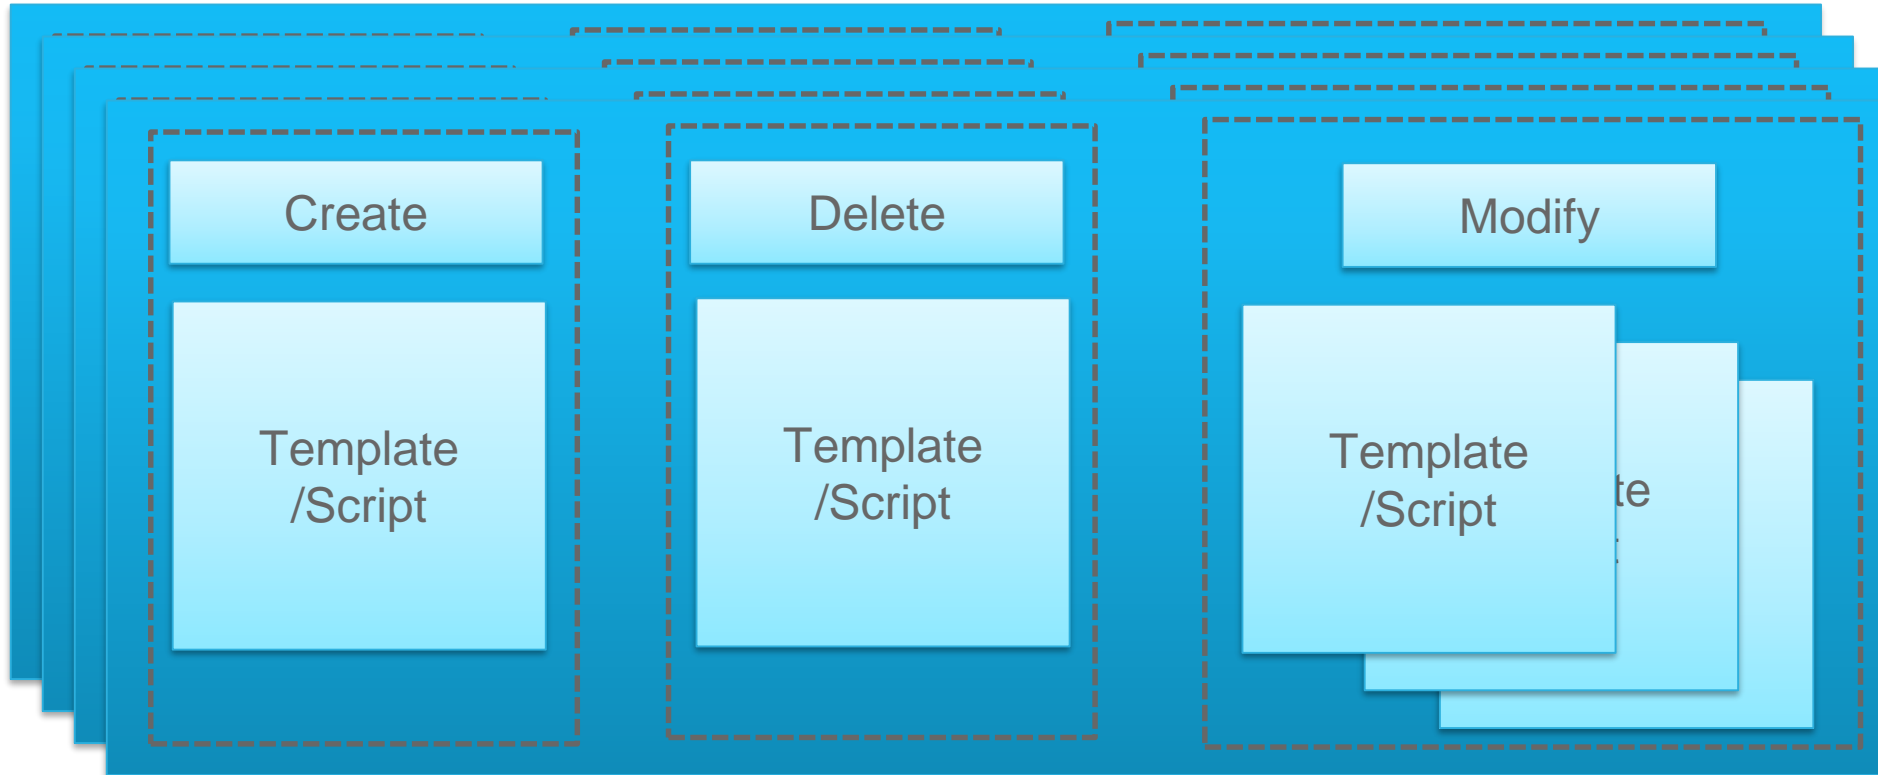 Create
Delete
Modify
Template
/Script
Template
/Script
Template
/Script